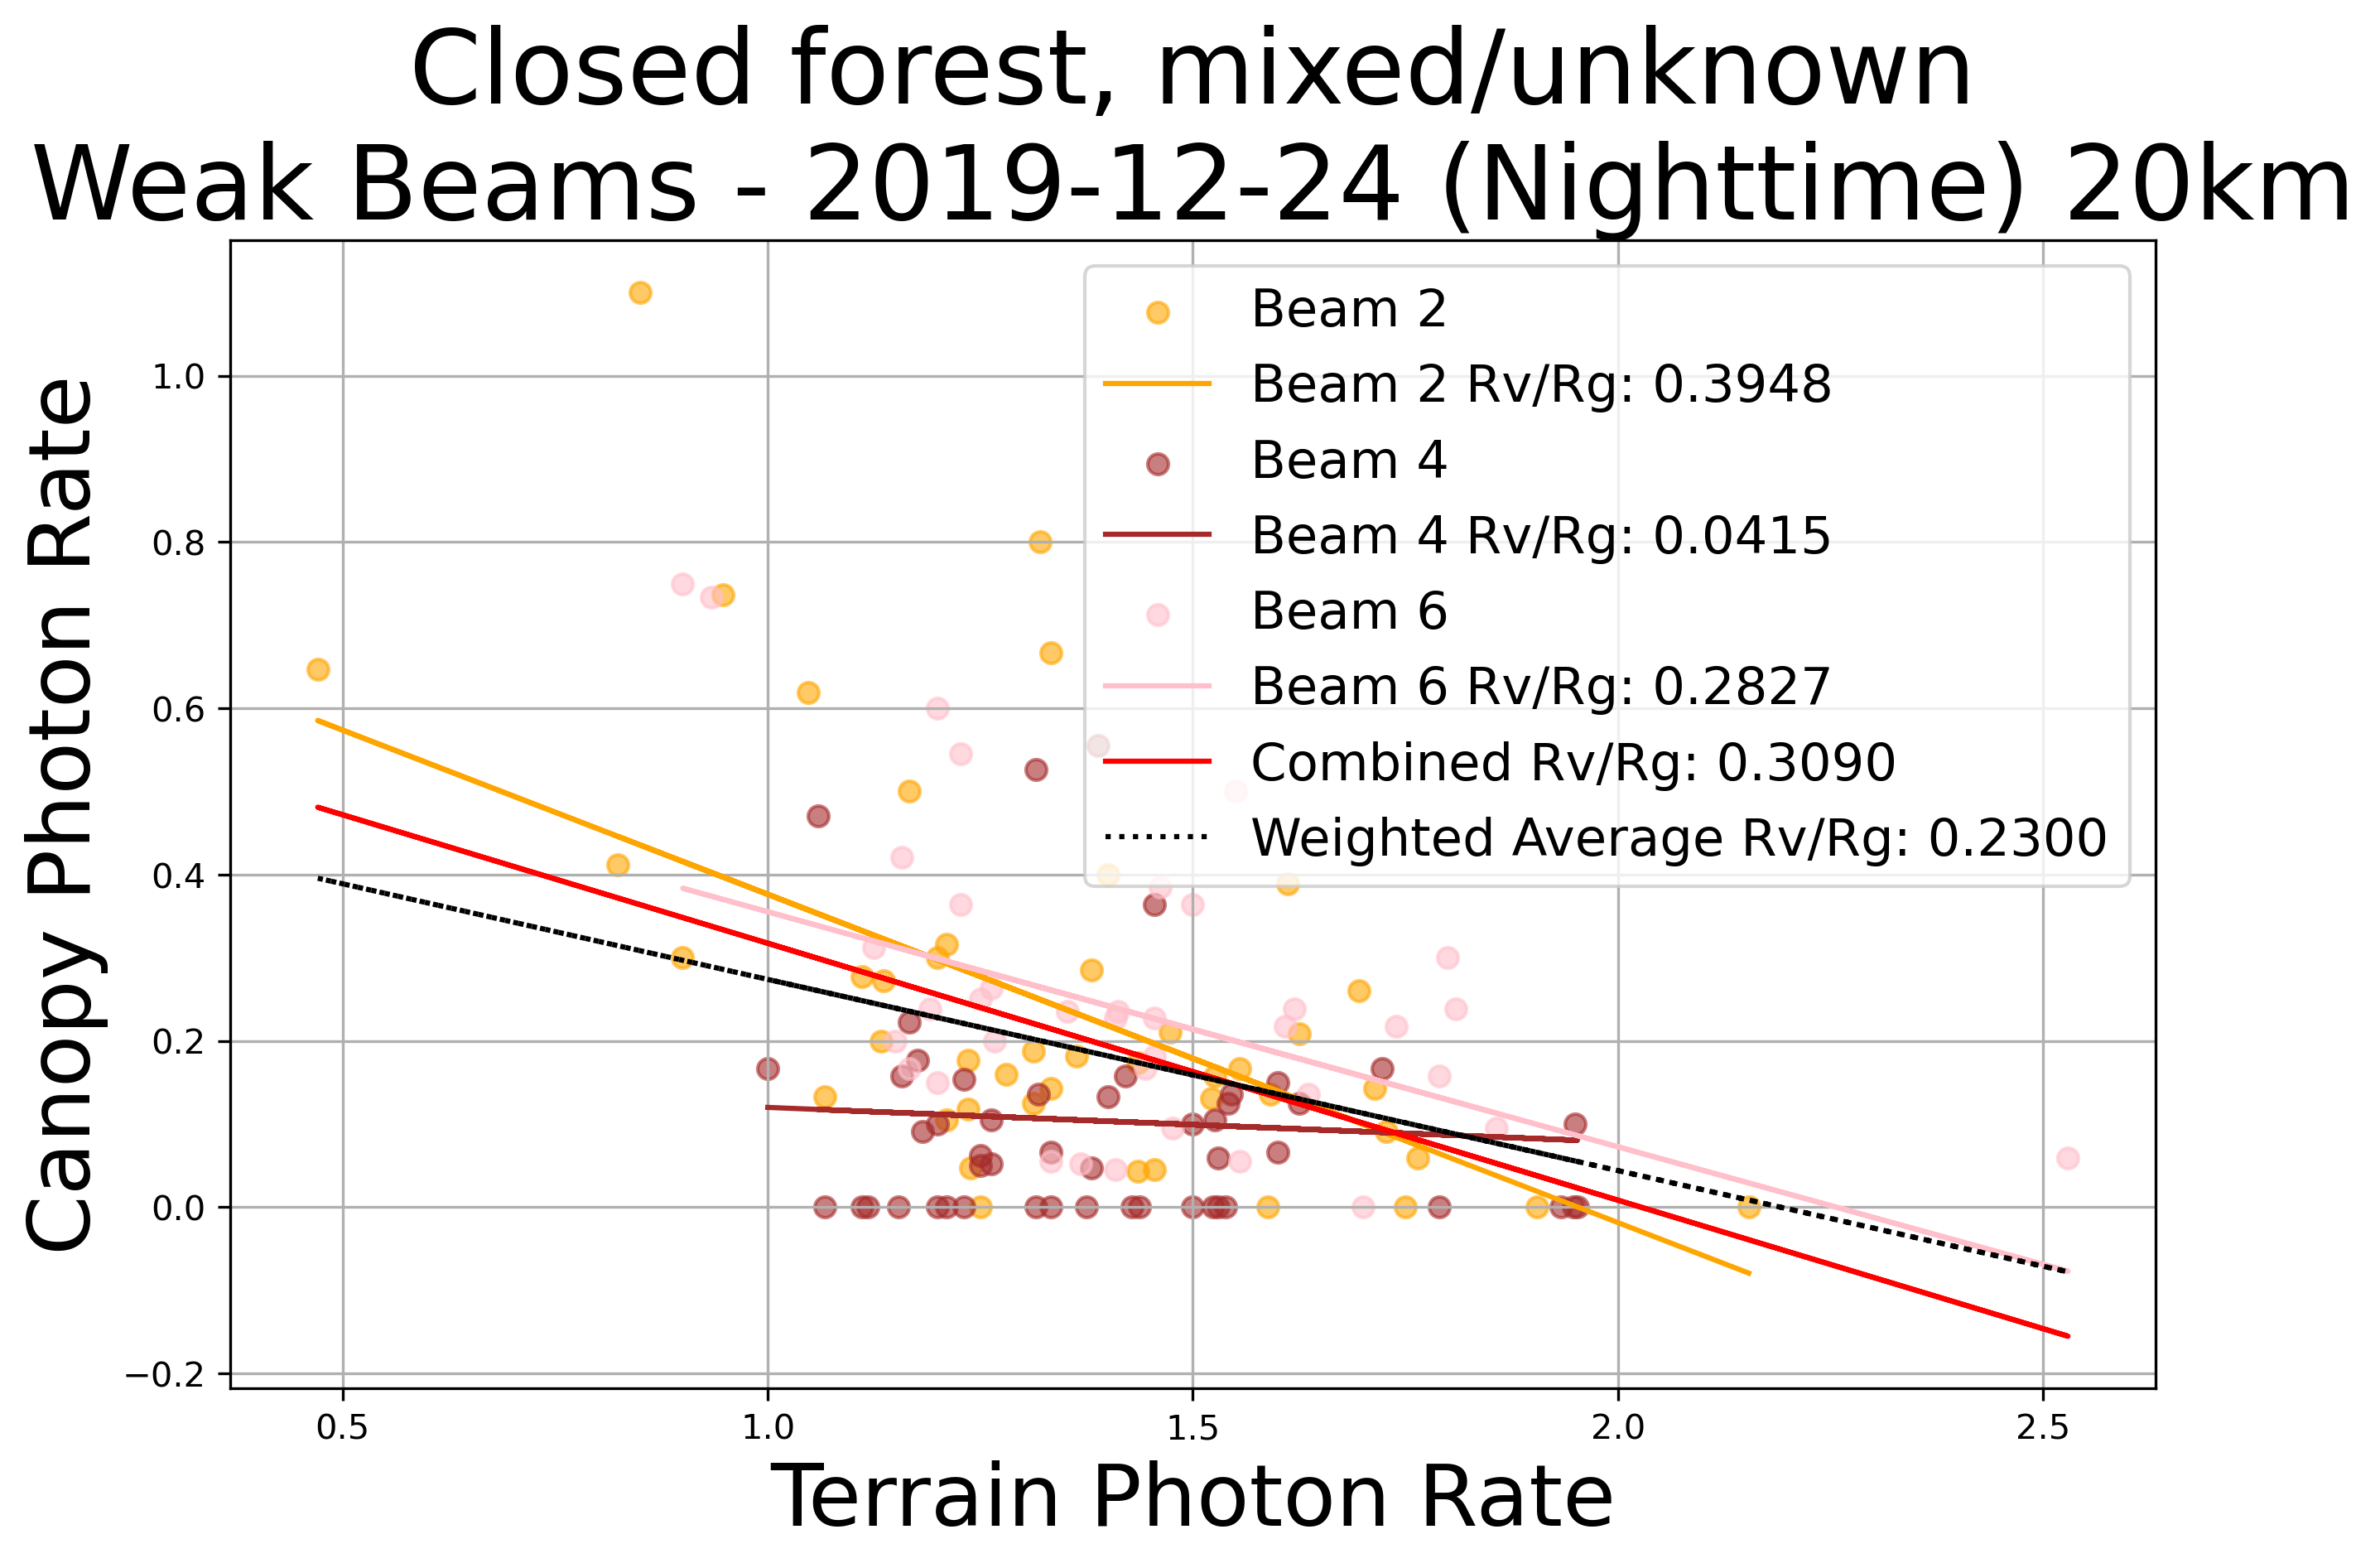 Closed forest, mixed/unknown
Weak Beams - 2019-12-24 (Nighttime) 20km
Canopy Photon Rate
1.0
0.8
0.6
0.4
0.2
0.0
−0.2
Beam 2
Beam 2 Rv/Rg: 0.3948
Beam 4
Beam 4 Rv/Rg: 0.0415
Beam 6
Beam 6 Rv/Rg: 0.2827
Combined Rv/Rg: 0.3090
Weighted Average Rv/Rg: 0.2300
0.5 1.0 1.5 2.0 2.5
Terrain Photon Rate